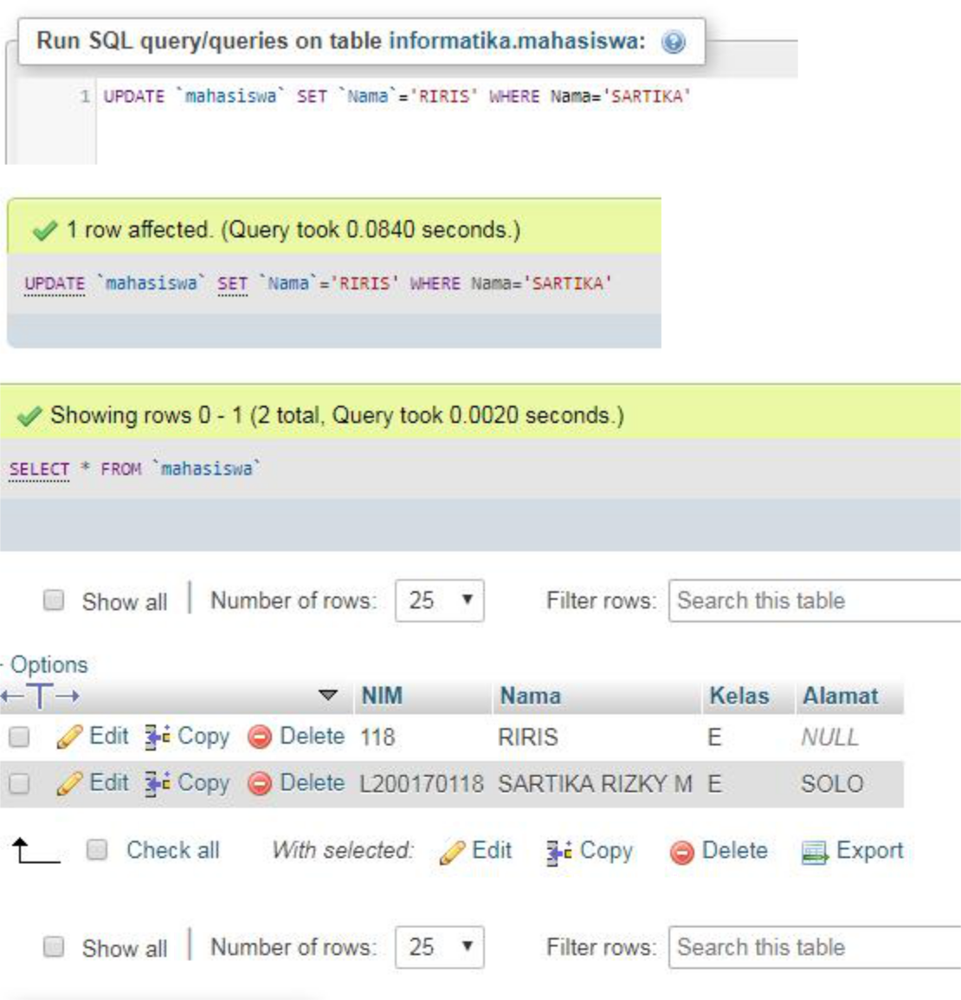 Run SQL query/queries on table informatika.mahasiswa:
1 UPDATE `mahasiswa` SET `Nama`='RIRIS' WHERE Nama='SARTIKA'
1 row affected. (Query took 0.0840 seconds.)
UPDATE `mahasiswa` SET `Nama`='RIRIS' WHERE Nama='SARTIKA'
Showing rows 0 - 1 (2 total, Query took 0.0020 seconds.)
SELECT * FROM `mahasiswa`
Show all | Number of rows: 25 Filter rows: Search this table
Options
NIM Nama Kelas Alamat
Edit Copy Delete 118 RIRIS E NULL
Edit Copy Delete L200170118 SARTIKA RIZKY M E SOLO
Check all With selected: Edit Copy Delete Export
Show all | Number of rows: 25 Filter rows: Search this table